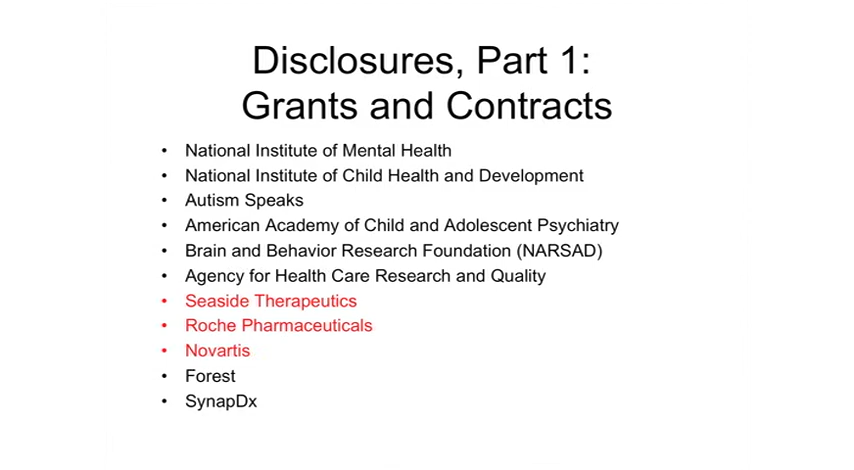 Disclosures, Part 1:
Grants and Contracts
• National Institute of Mental Health
• National Institute of Child Health and Development
• Autism Speaks
• American Academy of Child and Adolescent Psychiatry
• Brain and Behavior Research Foundation (NARSAD)
• Agency for Health Care Research and Quality
• Seaside Therapeutics
• Roche Pharmaceuticals
• Novartis
• Forest
• SynapDx